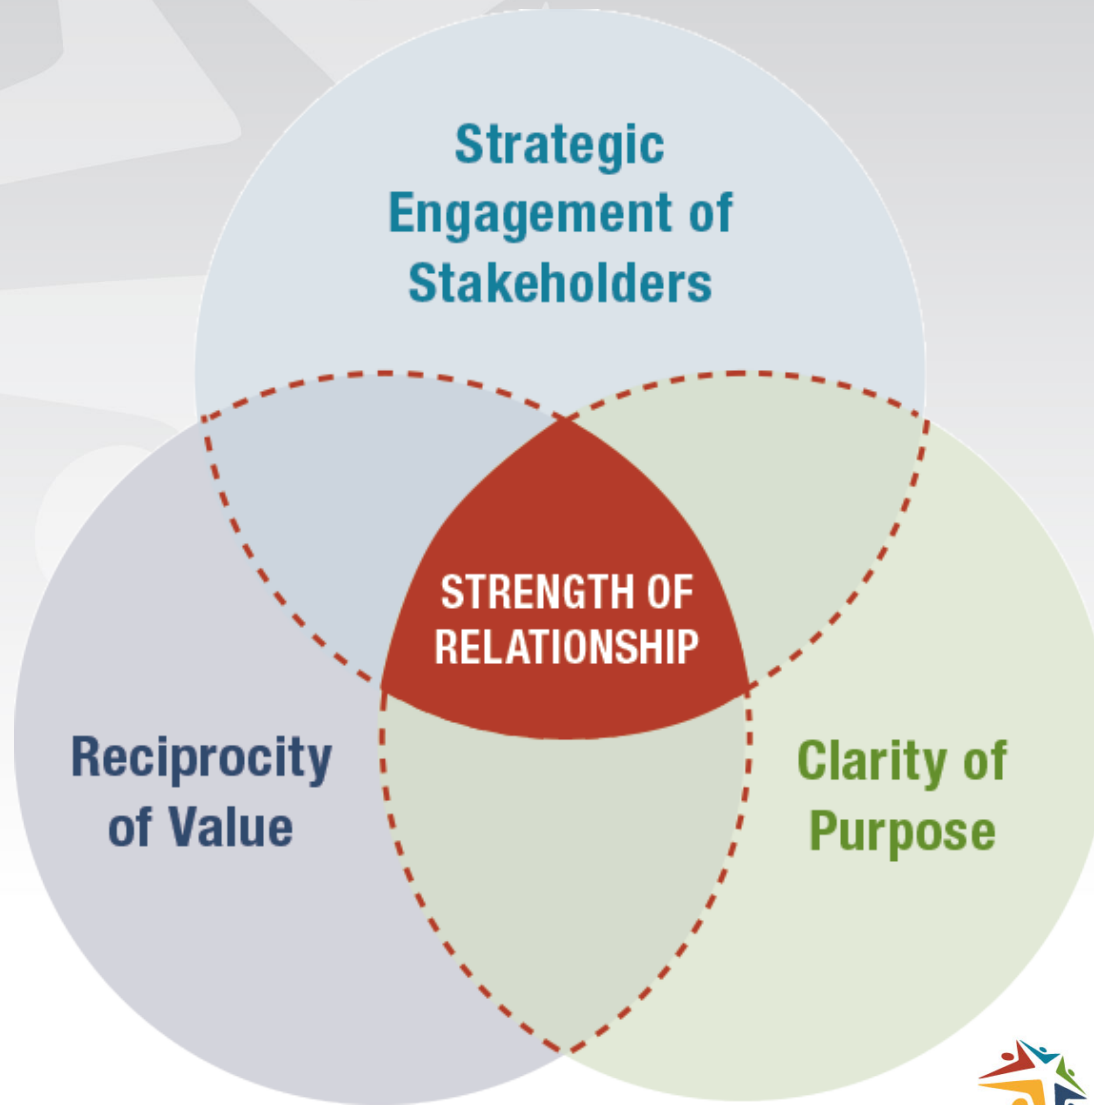 Strategic
Engagement of
Stakeholders
STRENGTH OF
RELATIONSHIP
Reciprocity
of Value
Clarity of
Purpose